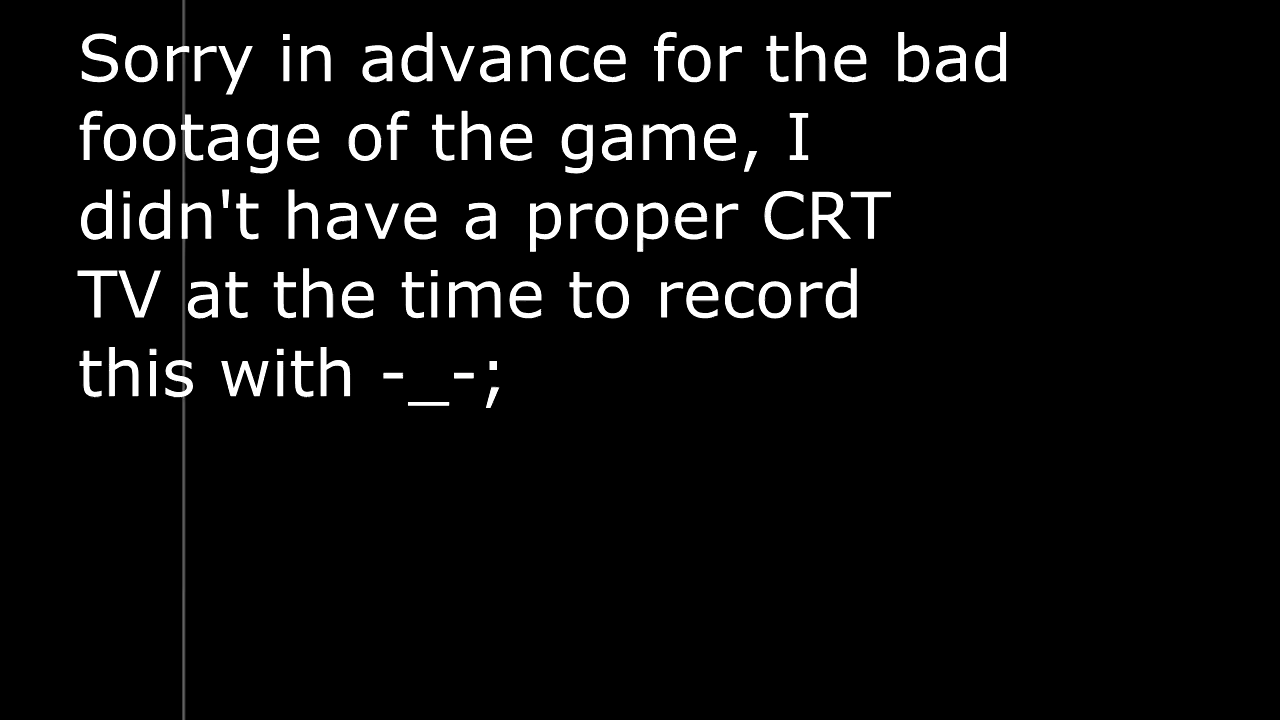 Sorry in advance for the bad
footage of the game, I
didn't have a proper CRT
TV at the time to record
this with -_-;